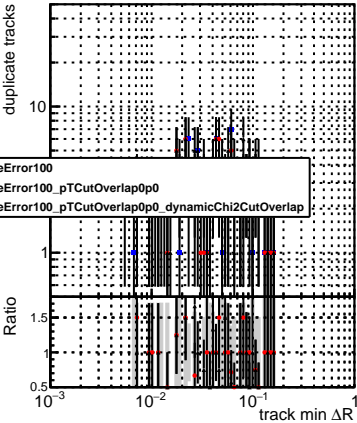 duplicate tracks
10
eError100
eError100_pTCutOverlap0p0
eError100_pTCutOverlap0p0_dynamicChi2CutOverlap
1
Ratio
1.5
1
0.5
10⁻³ 10⁻² 10⁻¹ 1
track min ΔR